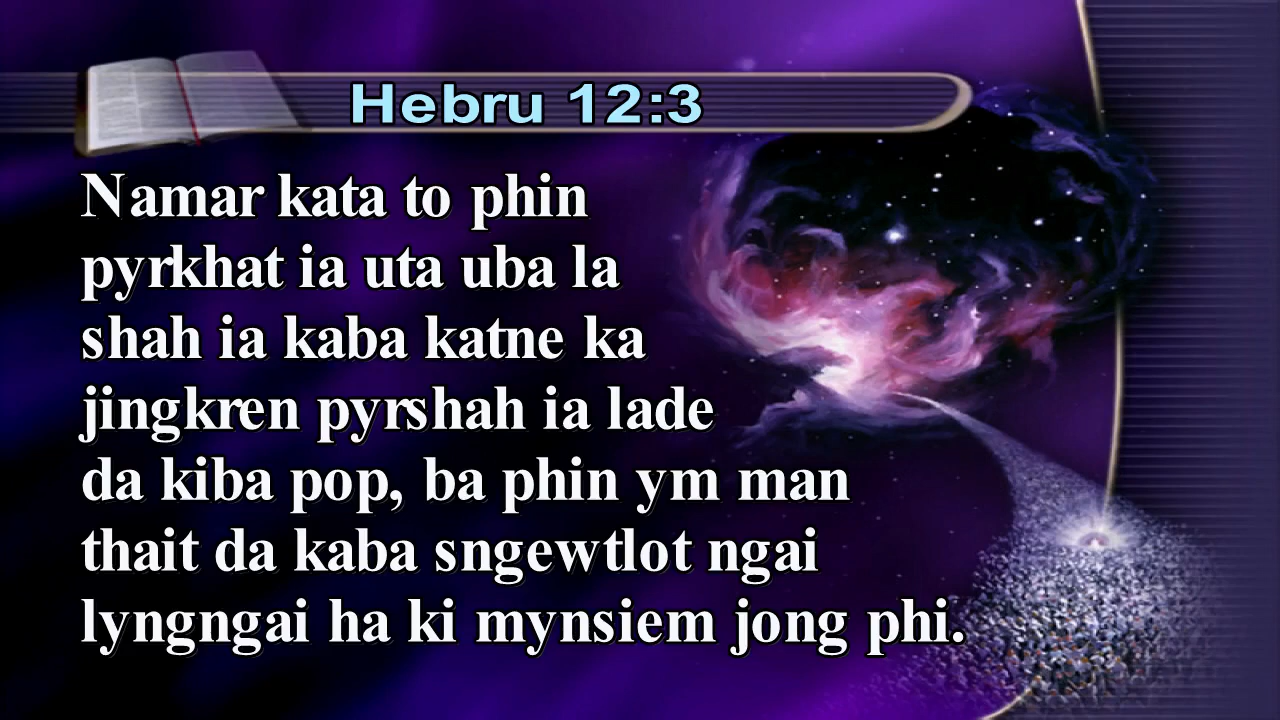 Hebru 12:3
Namar kata to phin
pyrkhat ia uta uba la
shah ia kaba katne ka
jingkren pyrshah ia lade
da kiba pop, ba phin ym man
thait da kaba sngewtlot ngai
lyngngai ha ki mynsiem jong phi.